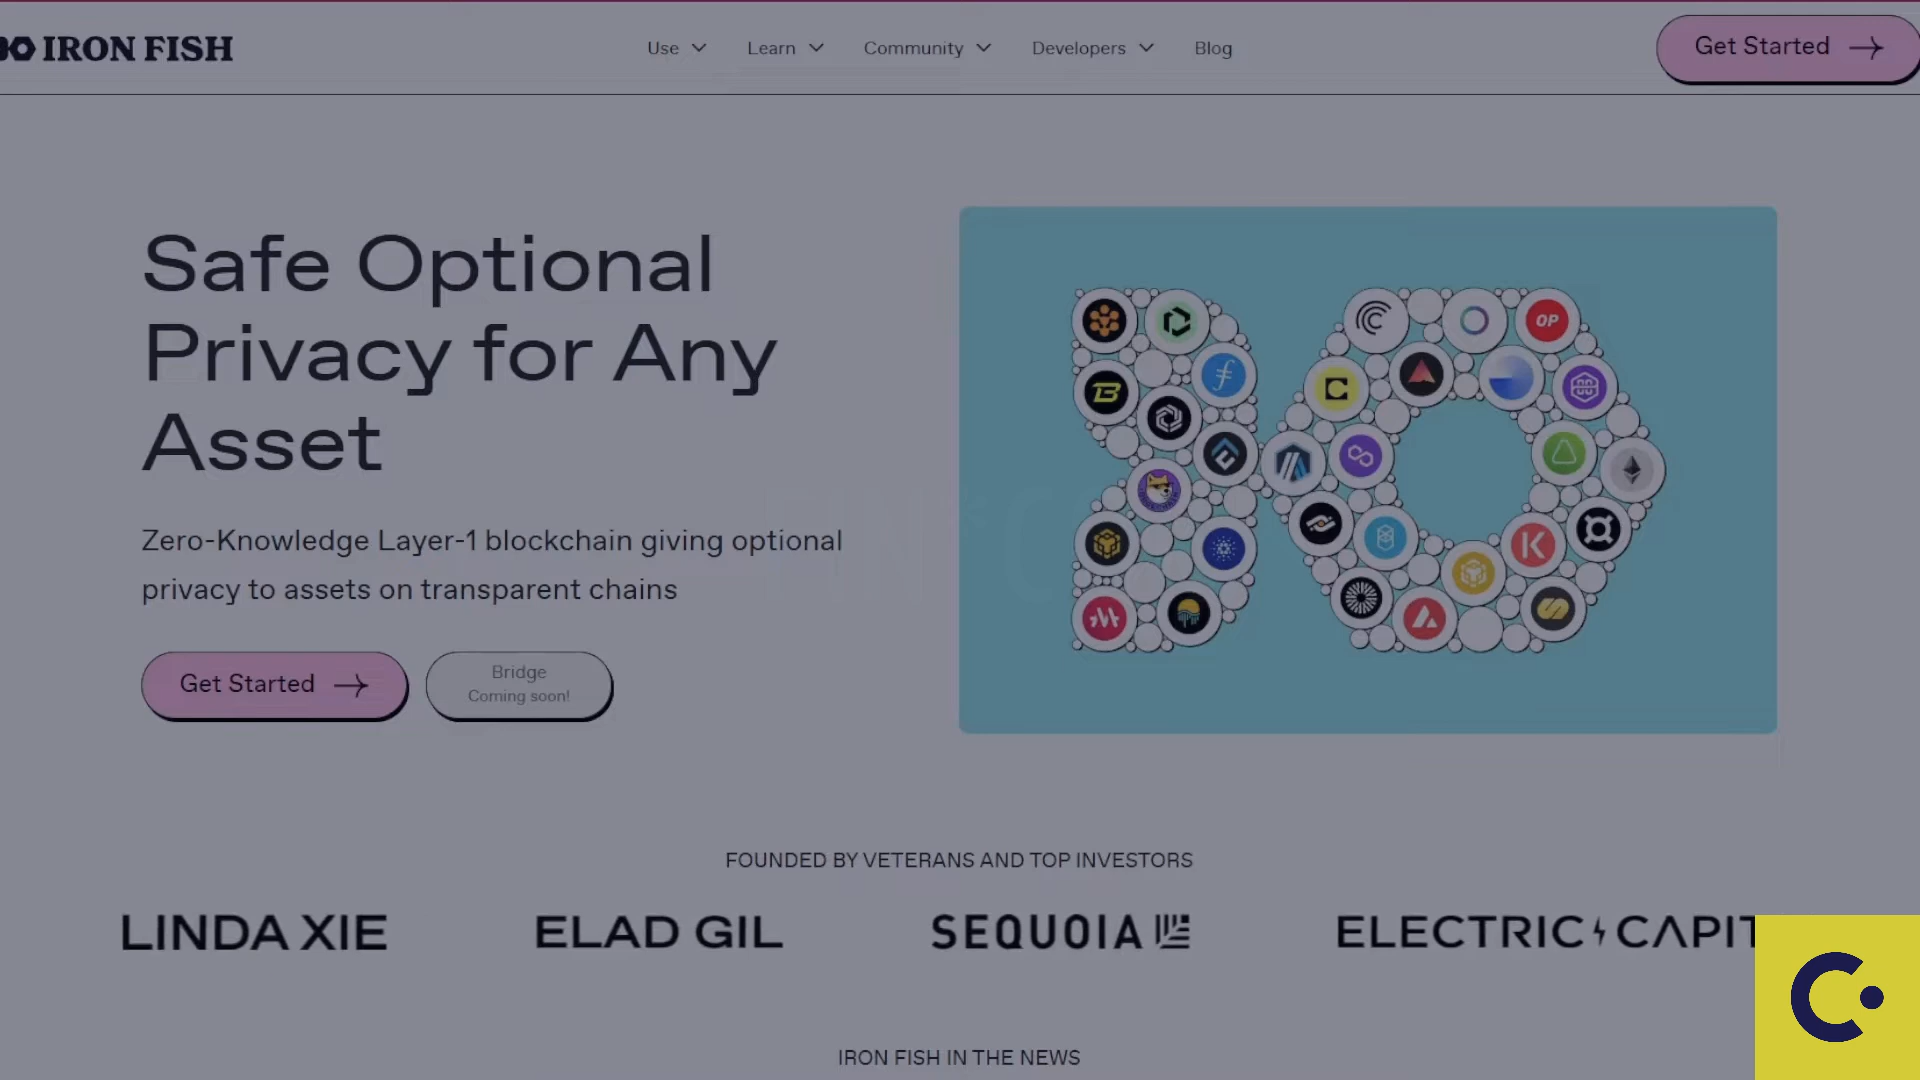 IRON FISH
Use
Learn
Community
Developers
Blog
Get Started
Safe Optional
Privacy for Any
Asset
Zero-Knowledge Layer-1 blockchain giving optional
privacy to assets on transparent chains
Get Started
Bridge
Coming soon!
OP
FOUNDED BY VETERANS AND TOP INVESTORS
LINDA XIE
ELAD GIL
SEQUOIA
ELECTRIC CAPIT
IRON FISH IN THE NEWS